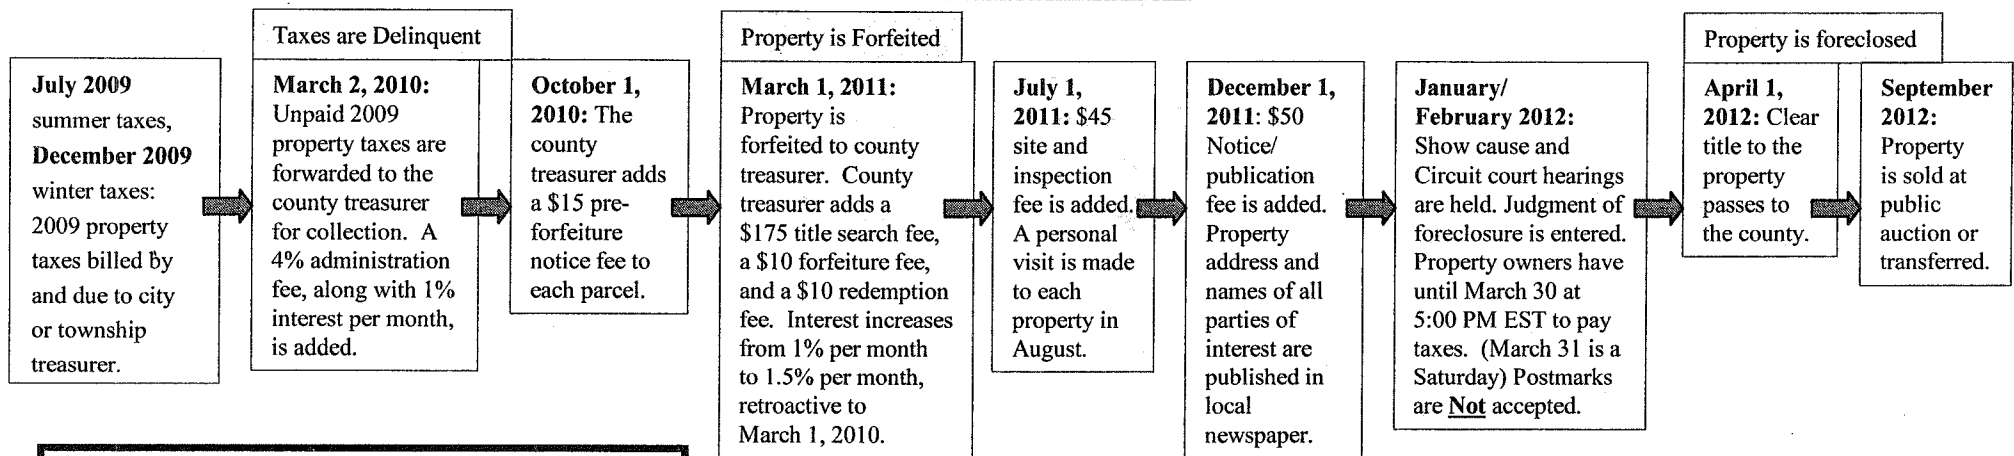 July 2009
summer taxes,
December 2009
winter taxes:
2009 property
taxes billed by
and due to city
or township
treasurer.
Taxes are Delinquent
March 2, 2010:
Unpaid 2009
property taxes are
forwarded to the
county treasurer
for collection. A
4% administration
fee, along with 1%
interest per month,
is added.
October 1,
2010: The
county
treasurer adds
a $15 pre-
forfeiture
notice fee to
each parcel.
Property is Forfeited
March 1, 2011:
Property is
forfeited to county
treasurer. County
treasurer adds a
$175 title search fee,
a $10 forfeiture fee,
and a $10 redemption
fee. Interest increases
from 1% per month
to 1.5% per month,
retroactive to
March 1, 2010.
July 1,
2011: $45
site and
inspection
fee is added.
A personal
visit is made
to each
property in
August.
December 1,
2011: $50
Notice/
publication
fee is added.
Property
address and
names of all
parties of
interest are
published in
local
newspaper.
January/
February 2012:
Show cause and
Circuit court hearings
are held. Judgment of
foreclosure is entered.
Property owners have
until March 30 at
5:00 PM EST to pay
taxes. (March 31 is a
Saturday) Postmarks
are Not accepted.
Property is foreclosed
April 1,
2012: Clear
title to the
property
passes to
the county.
September
2012:
Property
is sold at
public
auction or
transferred.